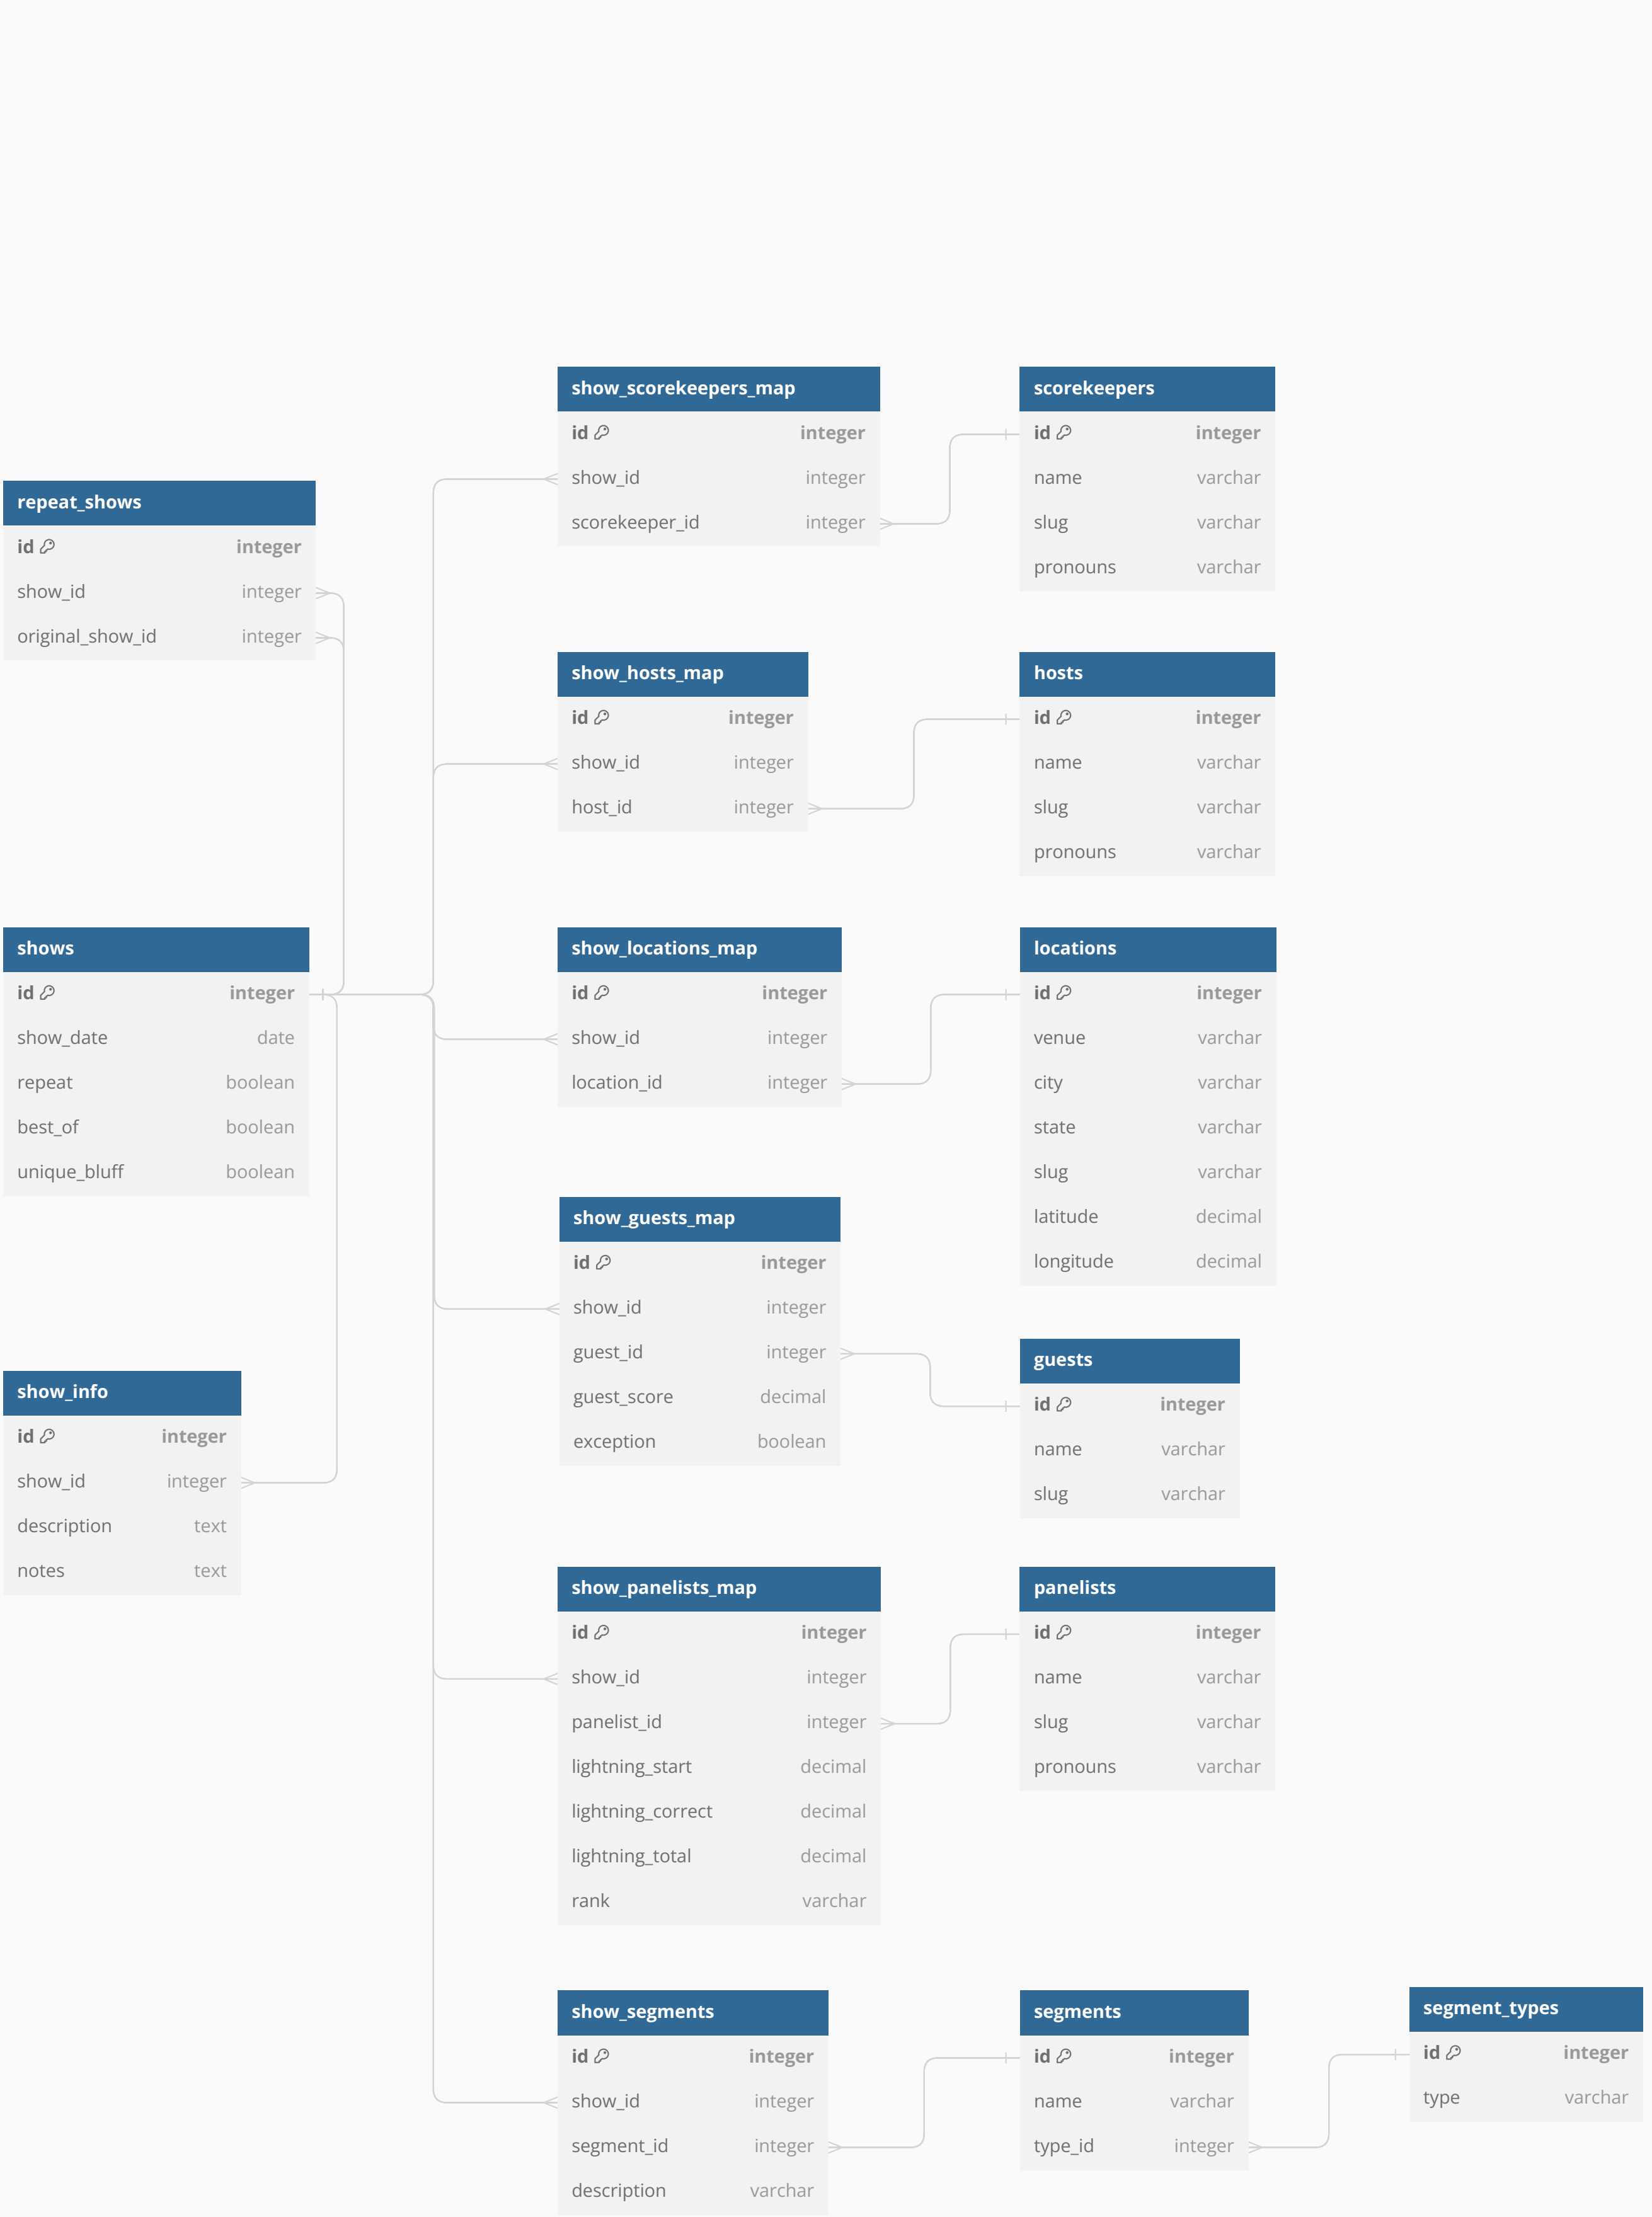 repeat_shows
id integer
show_id integer
original_show_id integer
shows
id integer
show_date date
repeat boolean
best_of boolean
unique_bluff boolean
show_info
id integer
show_id integer
description text
notes text
show_scorekeepers_map
id integer
show_id integer
scorekeeper_id integer
show_hosts_map
id integer
show_id integer
host_id integer
show_locations_map
id integer
show_id integer
location_id integer
show_guests_map
id integer
show_id integer
guest_id integer
guest_score decimal
exception boolean
show_panelists_map
id integer
show_id integer
panelist_id integer
lightning_start decimal
lightning_correct decimal
lightning_total decimal
rank varchar
show_segments
id integer
show_id integer
segment_id integer
description varchar
scorekeepers
id integer
name varchar
slug varchar
pronouns varchar
hosts
id integer
name varchar
slug varchar
pronouns varchar
locations
id integer
venue varchar
city varchar
state varchar
slug varchar
latitude decimal
longitude decimal
guests
id integer
name varchar
slug varchar
panelists
id integer
name varchar
slug varchar
pronouns varchar
segments
id integer
name varchar
type_id integer
segment_types
id integer
type varchar